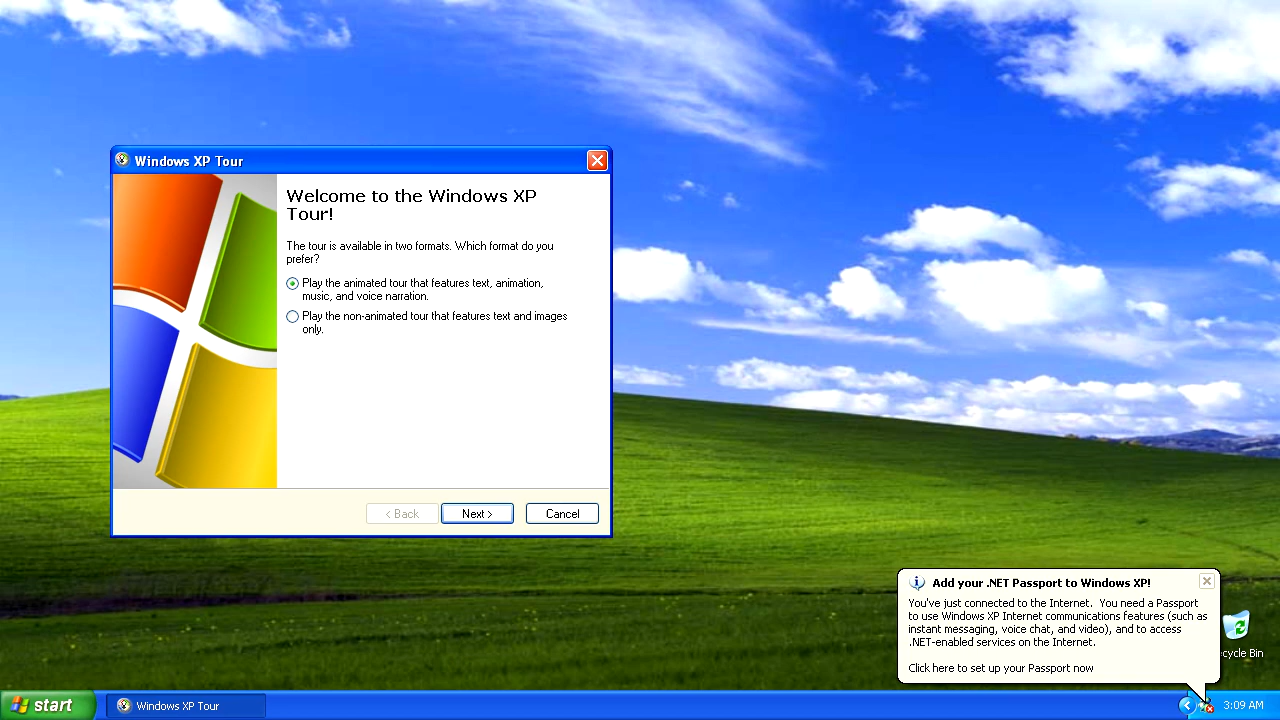 Windows XP Tour
Welcome to the Windows XP
Tour!
The tour is available in two formats. Which format do you
prefer?
Play the animated tour that features text, animation,
music, and voice narration.
Play the non-animated tour that features text and images
only.
< Back
Next >
Cancel
Add your .NET Passport to Windows XP!
You've just connected to the Internet. You need a Passport
to use Windows XP Internet communications features (such as
instant messaging, voice chat, and video), and to access
.NET-enabled services on the Internet.
Click here to set up your Passport now
ecycle Bin
start
Windows XP Tour
3:09 AM